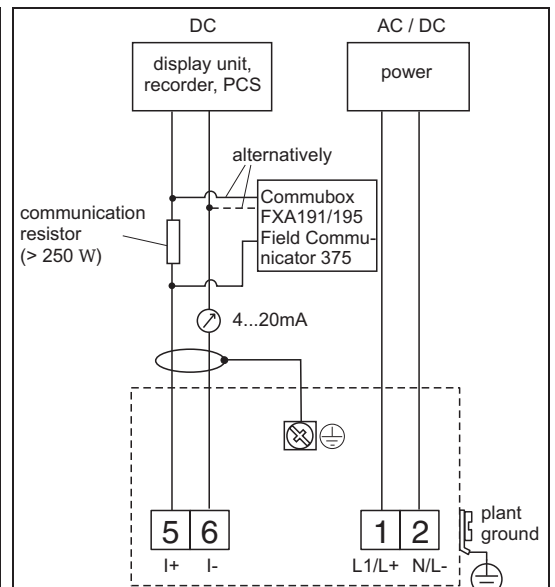 DC
AC / DC
display unit,
recorder, PCS
power
alternatively
Commubox
FXA191/195
Field Commu-
nicator 375
communication
resistor
(> 250 W)
4...20mA
5 6
1 2
I+ I-
L1/L+ N/L-
plant
ground